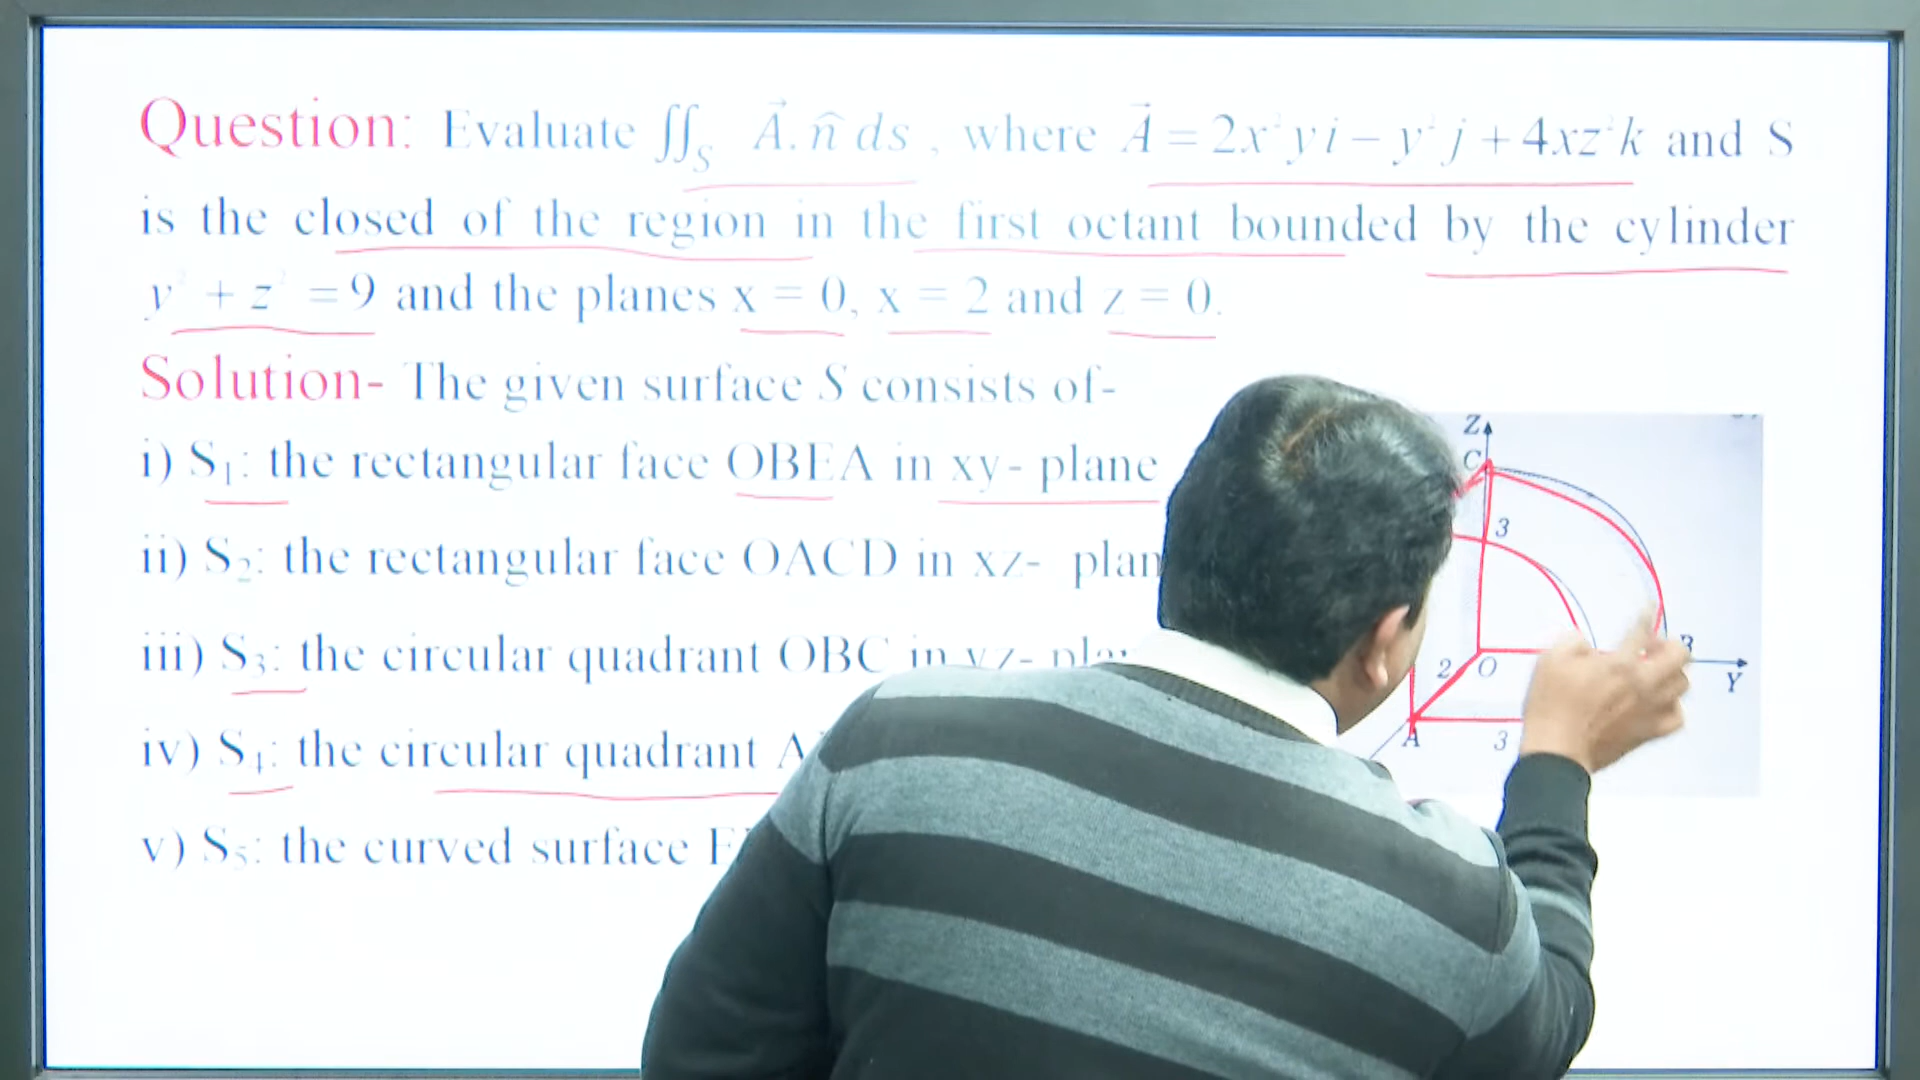 Question: Evaluate ∬S A⃗. n̂ ds , where A⃗ = 2x²yi − y²j + 4xz²k and S
is the closed of the region in the first octant bounded by the cylinder
y² + z² = 9 and the planes x = 0, x = 2 and z = 0.
Solution- The given surface S consists of-
i) S₁: the rectangular face OBEA in xy- plane
ii) S₂: the rectangular face OACD in xz- plan
iii) S₃: the circular quadrant OBC in yz-
iv) S₄: the circular quadrant
v) S₅: the curved surface
Z
C
3
B
2 O
Y
A
3